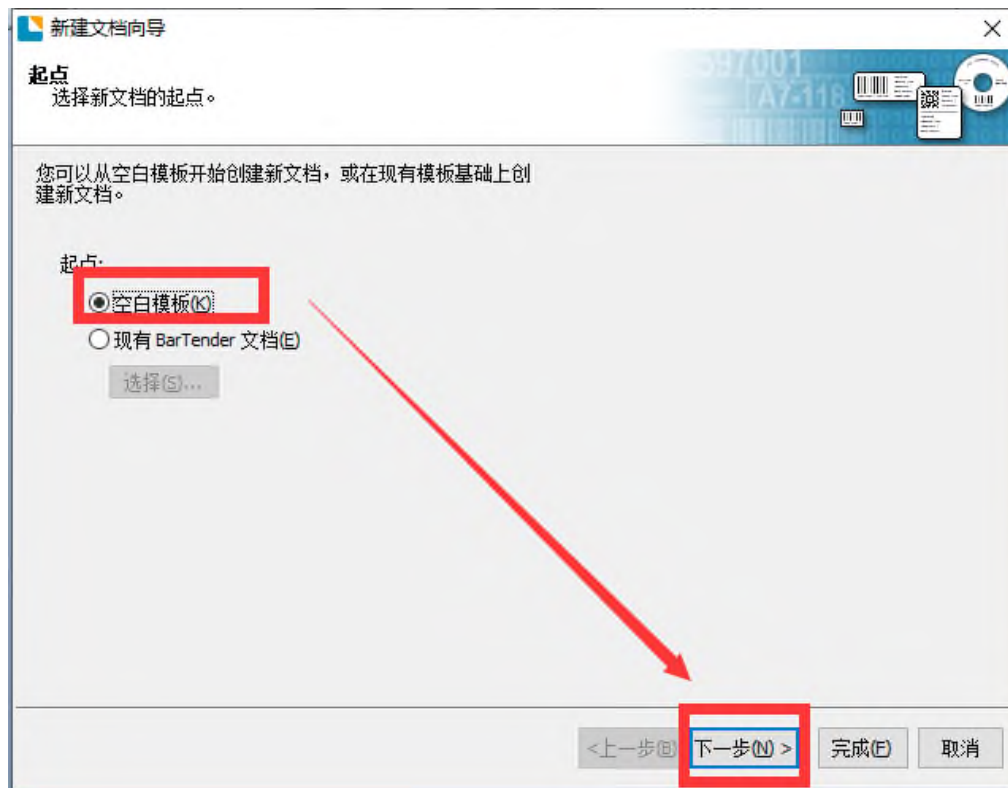 新建文档向导
起点
选择新文档的起点。
597001
A7-118
您可以从空白模板开始创建新文档，或在现有模板基础上创
建新文档。
起点:
空白模板(K)
现有 BarTender 文档(E)
选择(S)...
<上一步(B)
下一步(N) >
完成(F)
取消